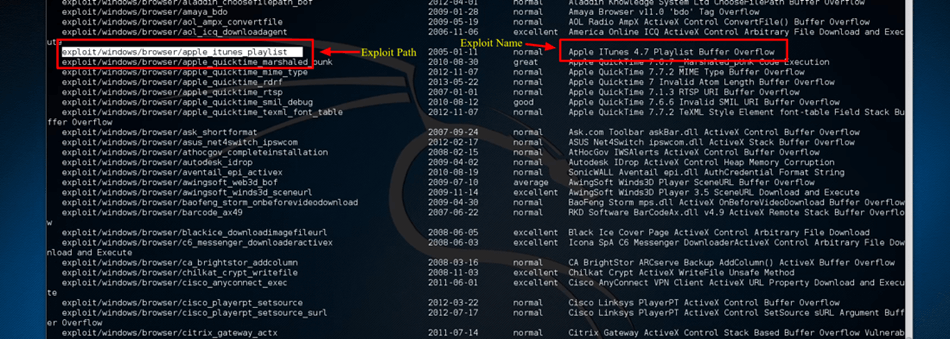 exploit/windows/browser/aladdin_choosefilepath_bof 2012-04-01 normal Aladdin Knowledge System Ltd ChooseFilePath Buffer Overflow
exploit/windows/browser/amaya_bdo 2009-01-28 normal Amaya Browser v11.0 'bdo' Tag Overflow
exploit/windows/browser/aol_ampx_convertfile 2009-05-19 normal AOL Radio AmpX ActiveX Control ConvertFile() Buffer Overflow
exploit/windows/browser/aol_icq_downloadagent 2006-11-06 excellent America Online ICQ ActiveX Control Arbitrary File Download and Exec
ute
exploit/windows/browser/apple_itunes_playlist Exploit Path 2005-01-11 Exploit Name normal Apple ITunes 4.7 Playlist Buffer Overflow
exploit/windows/browser/apple_quicktime_marshaled_punk 2010-08-30 great Apple QuickTime 7.6.7 Marshaled_pUnk Code Execution
exploit/windows/browser/apple_quicktime_mime_type 2012-11-07 normal Apple QuickTime 7.7.2 MIME Type Buffer Overflow
exploit/windows/browser/apple_quicktime_rdrf 2013-05-22 normal Apple Quicktime 7 Invalid Atom Length Buffer Overflow
exploit/windows/browser/apple_quicktime_rtsp 2007-01-01 normal Apple QuickTime 7.1.3 RTSP URI Buffer Overflow
exploit/windows/browser/apple_quicktime_smil_debug 2010-08-12 good Apple QuickTime 7.6.6 Invalid SMIL URI Buffer Overflow
exploit/windows/browser/apple_quicktime_texml_font_table 2012-11-07 normal Apple QuickTime 7.7.2 TeXML Style Element font-table Field Stack Bu
ffer Overflow
exploit/windows/browser/ask_shortformat 2007-09-24 normal Ask.com Toolbar askBar.dll ActiveX Control Buffer Overflow
exploit/windows/browser/asus_net4switch_ipswcom 2012-02-17 normal ASUS Net4Switch ipswcom.dll ActiveX Stack Buffer Overflow
exploit/windows/browser/athocgov_completeinstallation 2008-02-15 normal AtHocGov IWSAlerts ActiveX Control Buffer Overflow
exploit/windows/browser/autodesk_idrop 2009-04-02 normal Autodesk IDrop ActiveX Control Heap Memory Corruption
exploit/windows/browser/aventail_epi_activex 2010-08-19 normal SonicWALL Aventail epi.dll AuthCredential Format String
exploit/windows/browser/awingsoft_web3d_bof 2009-07-10 average AwingSoft Winds3D Player SceneURL Buffer Overflow
exploit/windows/browser/awingsoft_winds3d_sceneurl 2009-11-14 excellent AwingSoft Winds3D Player 3.5 SceneURL Download and Execute
exploit/windows/browser/baofeng_storm_onbeforevideodownload 2009-04-30 normal BaoFeng Storm mps.dll ActiveX OnBeforeVideoDownload Buffer Overflow
exploit/windows/browser/barcode_ax49 2007-06-22 normal RKD Software BarCodeAx.dll v4.9 ActiveX Remote Stack Buffer Overflo
w
exploit/windows/browser/blackice_downloadimagefileurl 2008-06-05 excellent Black Ice Cover Page ActiveX Control Arbitrary File Download
exploit/windows/browser/c6_messenger_downloaderactivex 2008-06-03 excellent Icona SpA C6 Messenger DownloaderActiveX Control Arbitrary File Dow
nload and Execute
exploit/windows/browser/ca_brightstor_addcolumn 2008-03-16 normal CA BrightStor ARCserve Backup AddColumn() ActiveX Buffer Overflow
exploit/windows/browser/chilkat_crypt_writefile 2008-11-03 excellent Chilkat Crypt ActiveX WriteFile Unsafe Method
exploit/windows/browser/cisco_anyconnect_exec 2011-06-01 excellent Cisco AnyConnect VPN Client ActiveX URL Property Download and Execu
te
exploit/windows/browser/cisco_playerpt_setsource 2012-03-22 normal Cisco Linksys PlayerPT ActiveX Control Buffer Overflow
exploit/windows/browser/cisco_playerpt_setsource_surl 2012-07-17 normal Cisco Linksys PlayerPT ActiveX Control SetSource sURL Argument Buff
er Overflow
exploit/windows/browser/citrix_gateway_actx 2011-07-14 normal Citrix Gateway ActiveX Control Stack Based Buffer Overflow Vulnerab